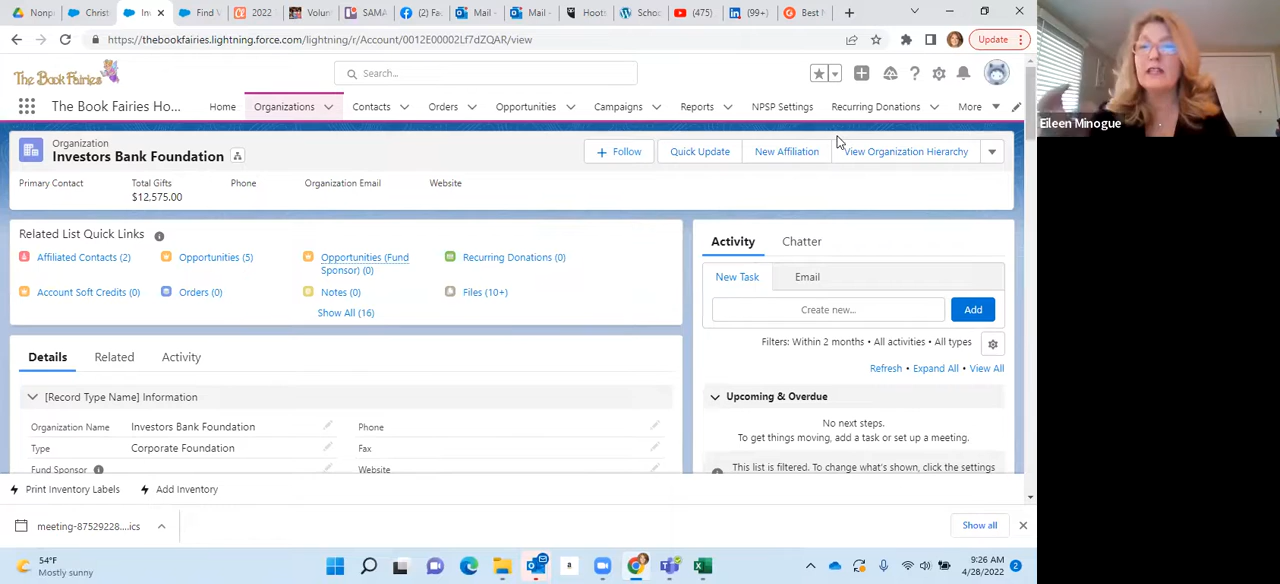 Nonp
Christ
In
Find V
2022
Volun
SAMA
(2) Fac
Mail -
Mail -
Hoots
Schoo
(475)
(99+)
Best N
https://thebookfairies.lightning.force.com/lightning/r/Account/0012E00002Lf7dZQAR/view
Update
The Book Fairies
Search...
The Book Fairies Ho...
Home
Organizations
Contacts
Orders
Opportunities
Campaigns
Reports
NPSP Settings
Recurring Donations
More
Organization
Investors Bank Foundation
Follow
Quick Update
New Affiliation
View Organization Hierarchy
Primary Contact
Total Gifts
Phone
Organization Email
Website
$12,575.00
Related List Quick Links
Affiliated Contacts (2)
Opportunities (5)
Opportunities (Fund
Sponsor) (0)
Recurring Donations (0)
Account Soft Credits (0)
Orders (0)
Notes (0)
Files (10+)
Show All (16)
Details
Related
Activity
[Record Type Name] Information
Organization Name
Investors Bank Foundation
Phone
Type
Corporate Foundation
Fax
Fund Sponsor
Website
Activity
Chatter
New Task
Email
Create new...
Add
Filters: Within 2 months • All activities • All types
Refresh • Expand All • View All
Upcoming & Overdue
No next steps.
To get things moving, add a task or set up a meeting.
This list is filtered. To change what's shown, click the settings
Print Inventory Labels
Add Inventory
meeting-87529228....ics
Show all
54°F
Mostly sunny
a
9:26 AM
4/28/2022
2
Eileen Minogue